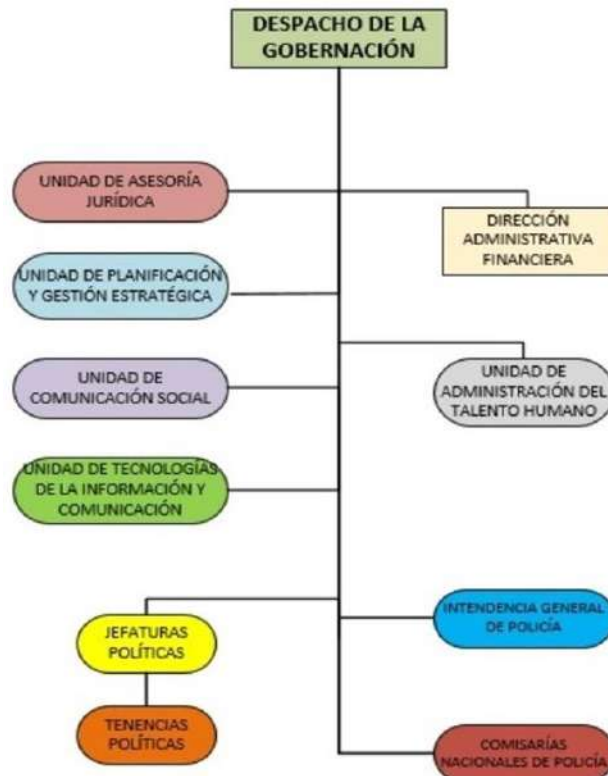 DESPACHO DE LA
GOBERNACIÓN
UNIDAD DE ASESORÍA
JURÍDICA
DIRECCIÓN
ADMINISTRATIVA
FINANCIERA
UNIDAD DE PLANIFICACIÓN
Y GESTIÓN ESTRATÉGICA
UNIDAD DE
COMUNICACIÓN SOCIAL
UNIDAD DE
ADMINISTRACIÓN DEL
TALENTO HUMANO
UNIDAD DE TECNOLOGÍAS
DE LA INFORMACIÓN Y
COMUNICACIÓN
JEFATURAS
POLÍTICAS
INTENDENCIA GENERAL
DE POLICÍA
TENENCIAS
POLÍTICAS
COMISARÍAS
NACIONALES DE POLICÍA